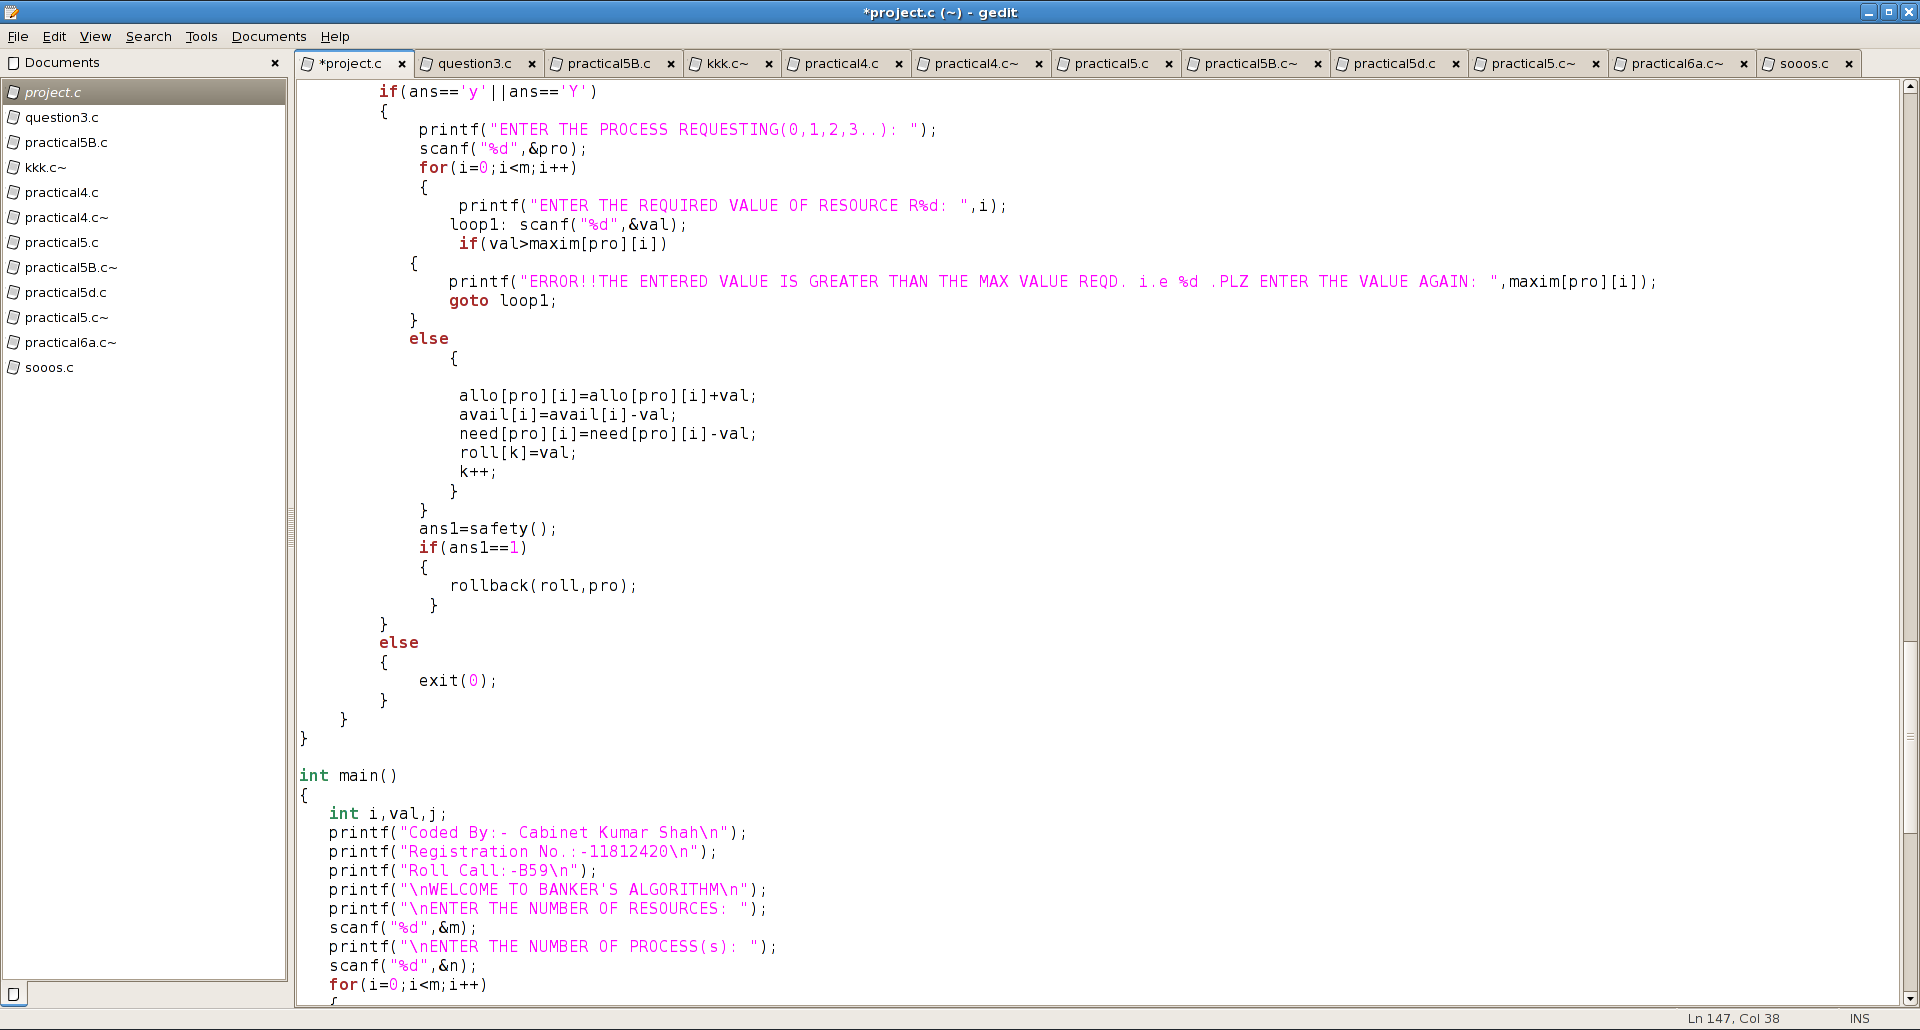 *project.c (~) - gedit
File Edit View Search Tools Documents Help
Documents
*project.c question3.c practical5B.c kkk.c~ practical4.c practical4.c~ practical5.c practical5B.c~ practical5d.c practical5.c~ practical6a.c~ sooos.c
project.c
question3.c
practical5B.c
kkk.c~
practical4.c
practical4.c~
practical5.c
practical5B.c~
practical5d.c
practical5.c~
practical6a.c~
sooos.c
if(ans=='y'||ans=='Y')
{
printf("ENTER THE PROCESS REQUESTING(0,1,2,3..): ");
scanf("%d",&pro);
for(i=0;i<m;i++)
{
printf("ENTER THE REQUIRED VALUE OF RESOURCE R%d: ",i);
loop1: scanf("%d",&val);
if(val>maxim[pro][i])
{
printf("ERROR!!THE ENTERED VALUE IS GREATER THAN THE MAX VALUE REQD. i.e %d .PLZ ENTER THE VALUE AGAIN: ",maxim[pro][i]);
goto loop1;
}
else
{
allo[pro][i]=allo[pro][i]+val;
avail[i]=avail[i]-val;
need[pro][i]=need[pro][i]-val;
roll[k]=val;
k++;
}
}
ans1=safety();
if(ans1==1)
{
rollback(roll,pro);
}
}
else
{
exit(0);
}
}
}
int main()
{
int i,val,j;
printf("Coded By:- Cabinet Kumar Shah\n");
printf("Registration No.:-11812420\n");
printf("Roll Call:-B59\n");
printf("\nWELCOME TO BANKER'S ALGORITHM\n");
printf("\nENTER THE NUMBER OF RESOURCES: ");
scanf("%d",&m);
printf("\nENTER THE NUMBER OF PROCESS(s): ");
scanf("%d",&n);
for(i=0;i<m;i++)
{
Ln 147, Col 38 INS